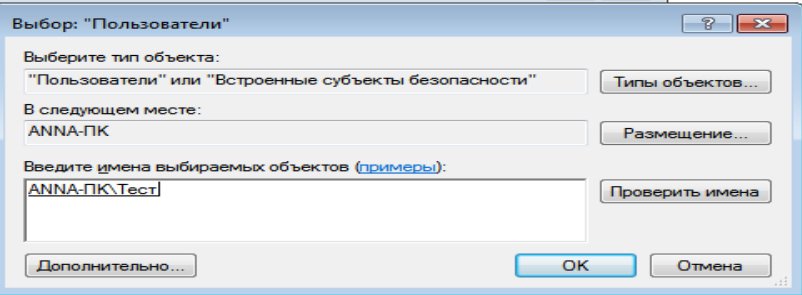 Выбор: "Пользователи"
Выберите тип объекта:
"Пользователи" или "Встроенные субъекты безопасности"
Типы объектов...
В следующем месте:
ANNA-ПК
Размещение...
Введите имена выбираемых объектов (примеры):
ANNA-ПК\Тест
Проверить имена
Дополнительно...
ОК
Отмена